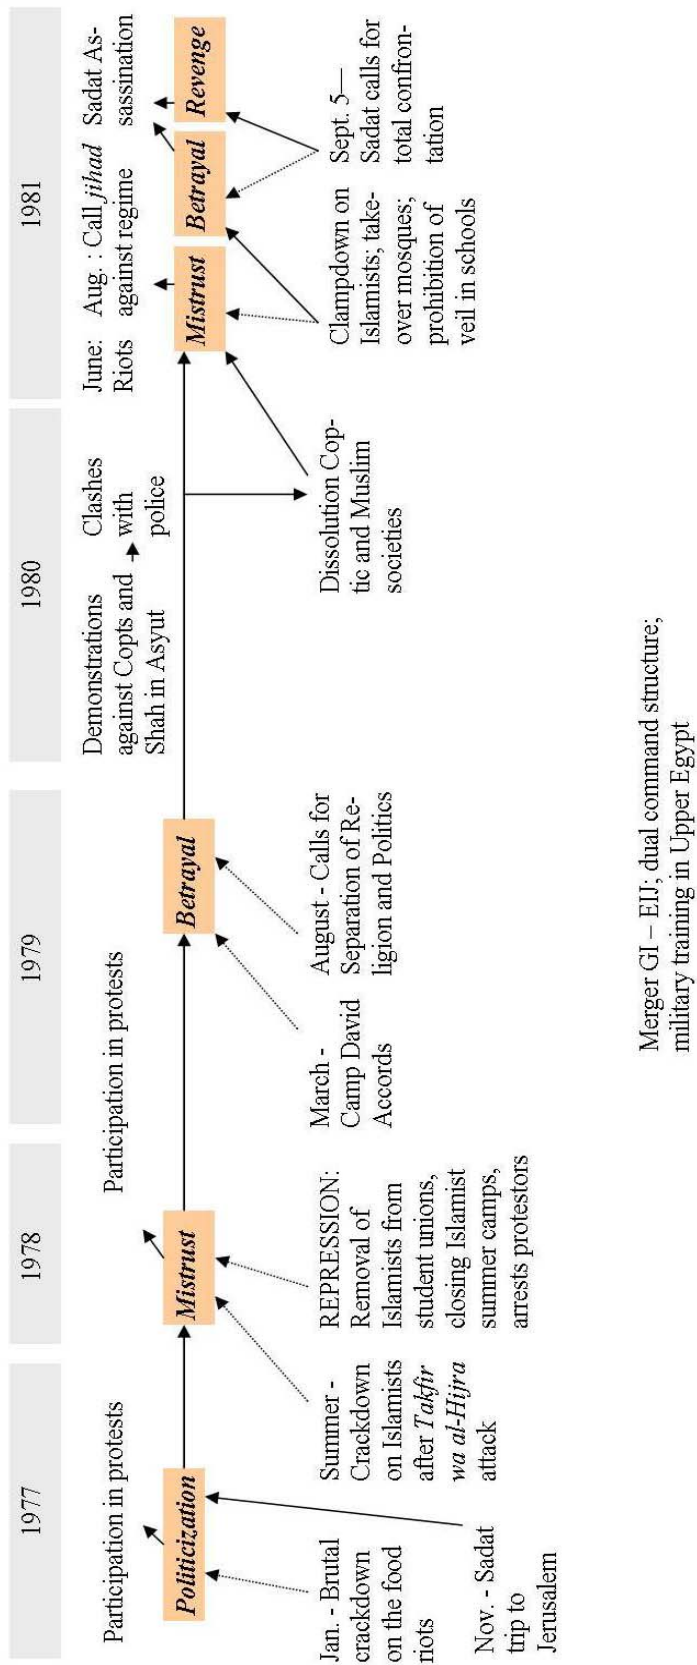 1977
1978
1979
1980
1981
Participation in protests
Participation in protests
Demonstrations
against Copts and
Shah in Asyut
Clashes
with
police
June:
Riots
Aug. : Call jihad
against regime
Sadat As-
sassination
Politicization
Mistrust
Betrayal
Mistrust
Betrayal
Revenge
Jan. - Brutal
crackdown
on the food
riots
Nov. - Sadat
trip to
Jerusalem
Summer -
Crackdown
on Islamists
after Takfir
wa al-Hijra
attack
REPRESSION:
Removal of
Islamists from
student unions,
closing Islamist
summer camps,
arrests protestors
March -
Camp David
Accords
August - Calls for
Separation of Re-
ligion and Politics
Dissolution Cop-
tic and Muslim
societies
Clampdown on
Islamists; take-
over mosques;
prohibition of
veil in schools
Sept. 5—
Sadat calls for
total confron-
tation
Merger GI – EIJ; dual command structure;
military training in Upper Egypt